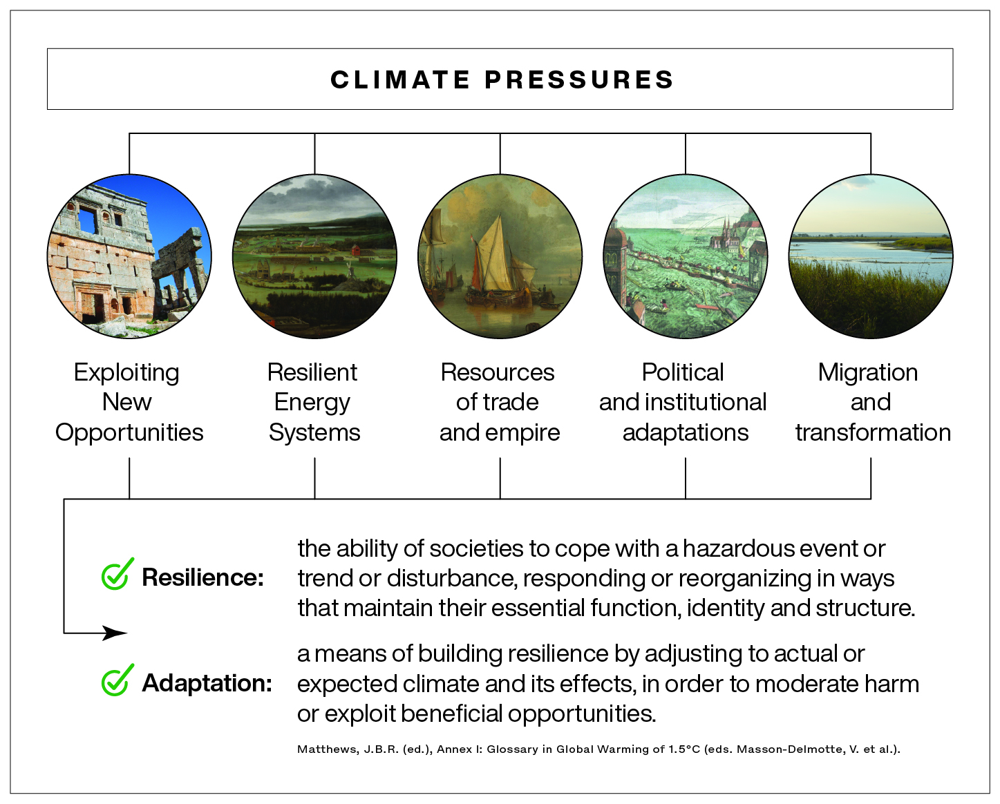 CLIMATE PRESSURES
Exploiting
New
Opportunities
Resilient
Energy
Systems
Resources
of trade
and empire
Political
and institutional
adaptations
Migration
and
transformation
Resilience:
the ability of societies to cope with a hazardous event or
trend or disturbance, responding or reorganizing in ways
that maintain their essential function, identity and structure.
Adaptation:
a means of building resilience by adjusting to actual or
expected climate and its effects, in order to moderate harm
or exploit beneficial opportunities.
Matthews, J.B.R. (ed.), Annex I: Glossary in Global Warming of 1.5°C (eds. Masson-Delmotte, V. et al.).